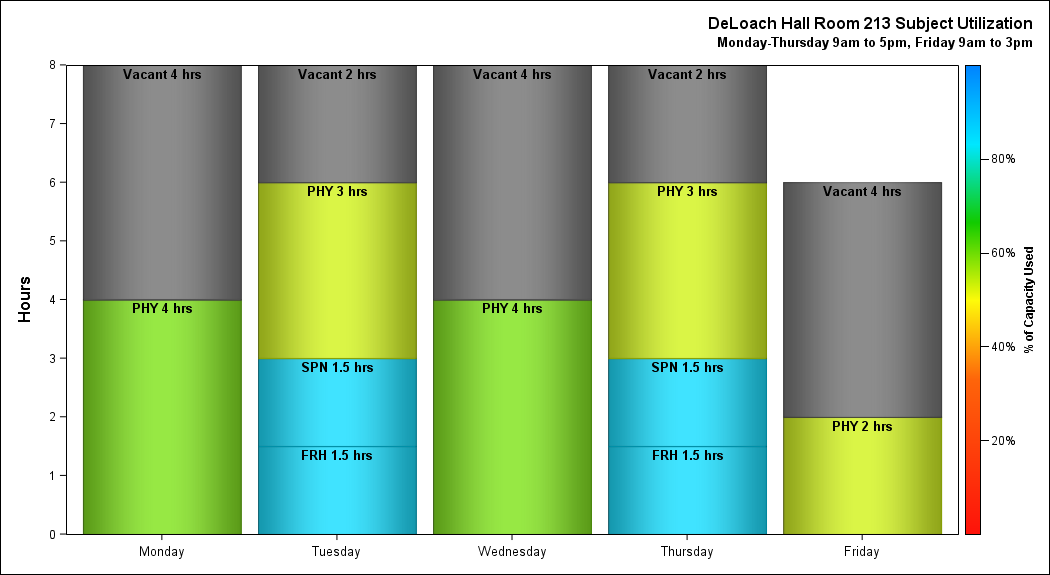 DeLoach Hall Room 213 Subject Utilization
Monday-Thursday 9am to 5pm, Friday 9am to 3pm
Hours
8
7
6
5
4
3
2
1
0
Vacant 4 hrs
PHY 4 hrs
Vacant 2 hrs
PHY 3 hrs
SPN 1.5 hrs
FRH 1.5 hrs
Vacant 4 hrs
PHY 4 hrs
Vacant 2 hrs
PHY 3 hrs
SPN 1.5 hrs
FRH 1.5 hrs
Vacant 4 hrs
PHY 2 hrs
Monday
Tuesday
Wednesday
Thursday
Friday
80%
60%
40%
20%
% of Capacity Used